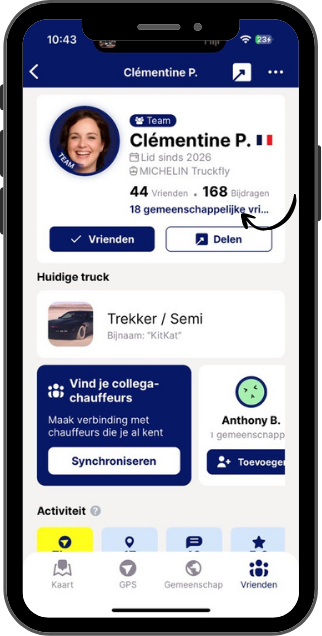 10:43
23
Clémentine P.
TEAM
Team
Clémentine P.
Lid sinds 2026
MICHELIN Truckfly
44 Vrienden . 168 Bijdragen
18 gemeenschappelijke vri...
Vrienden
Delen
Huidige truck
Trekker / Semi
Bijnaam: "KitKat"
Vind je collega-
chauffeurs
Maak verbinding met
chauffeurs die je al kent
Synchroniseren
Anthony B.
1 gemeenschapp
Toevoegen
Activiteit ?
Kaart
GPS
Gemeenschap
Vrienden